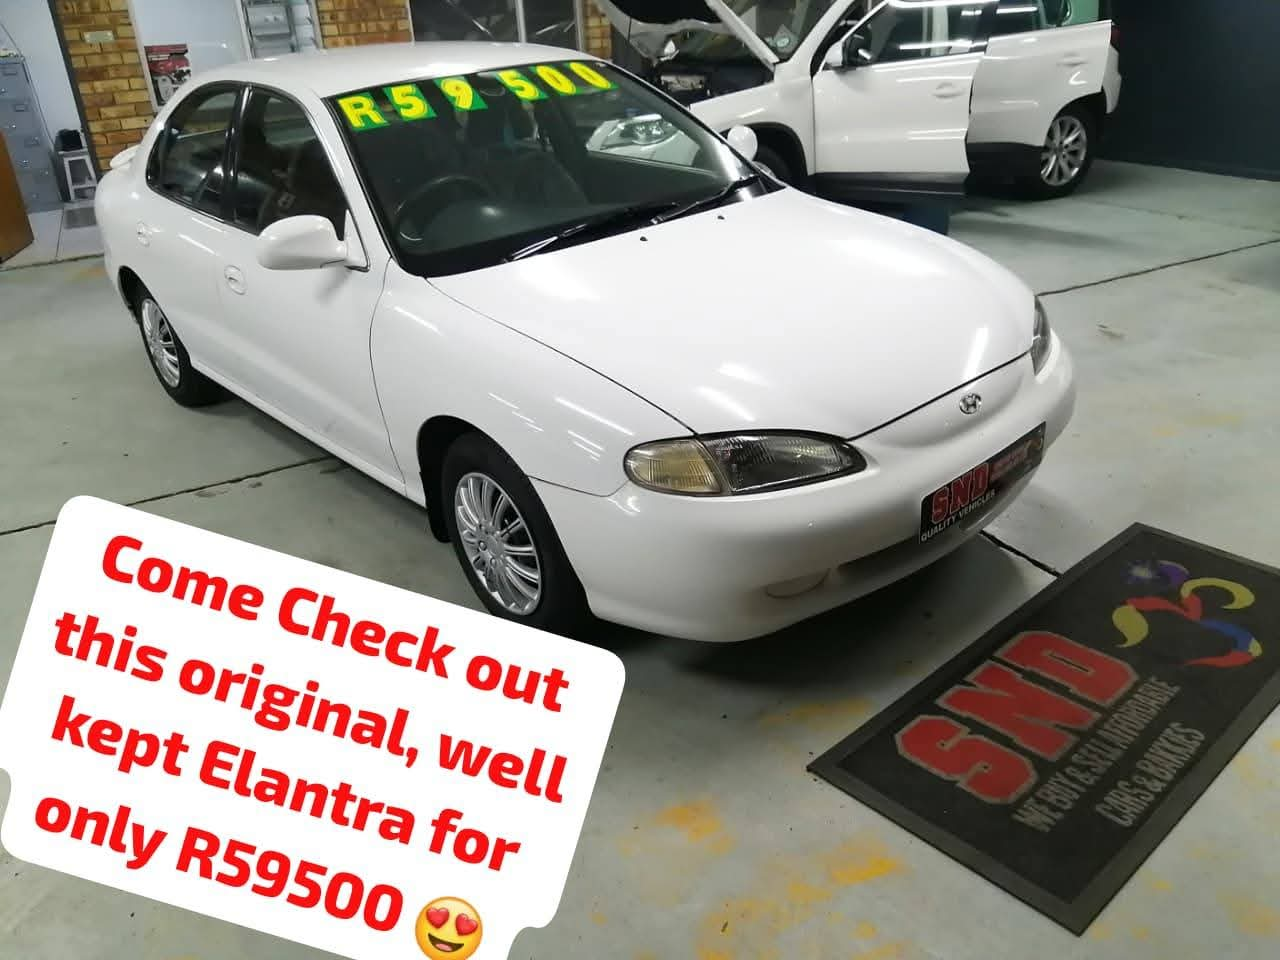 R59 500
SND
QUALITY VEHICLES
Come Check out
this original, well
kept Elantra for
only R59500 😍
SND
WE BUY & SELL AFFORDABLE
CARS & BAKKIES